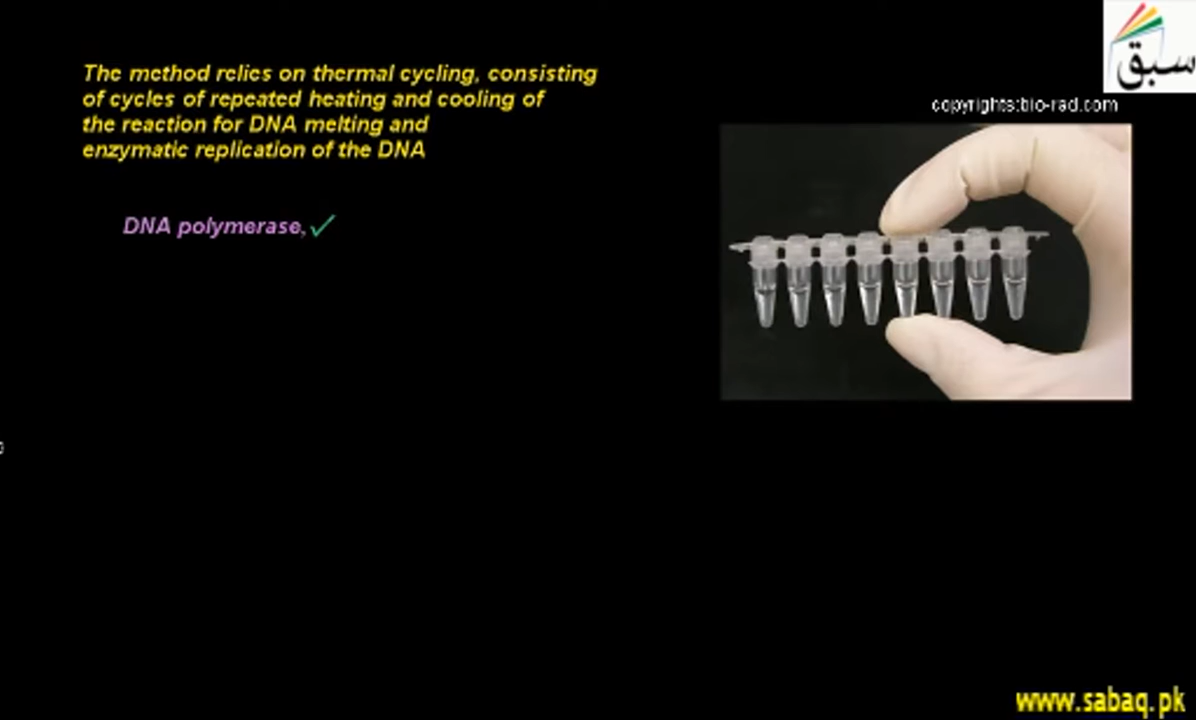 سبق
copyrights:bio-rad.com
The method relies on thermal cycling, consisting
of cycles of repeated heating and cooling of
the reaction for DNA melting and
enzymatic replication of the DNA
DNA polymerase,
www.sabaq.pk